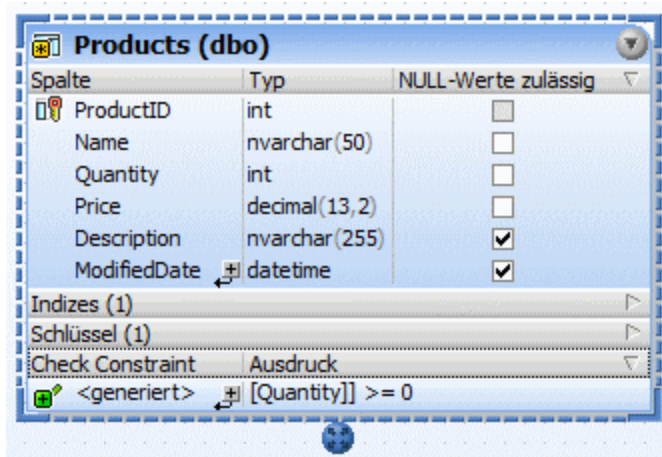 Products (dbo)
Spalte Typ NULL-Werte zulässig
ProductID int
Name nvarchar(50)
Quantity int
Price decimal(13,2)
Description nvarchar(255)
ModifiedDate datetime
Indizes (1)
Schlüssel (1)
Check Constraint Ausdruck
<generiert> [Quantity]] >= 0